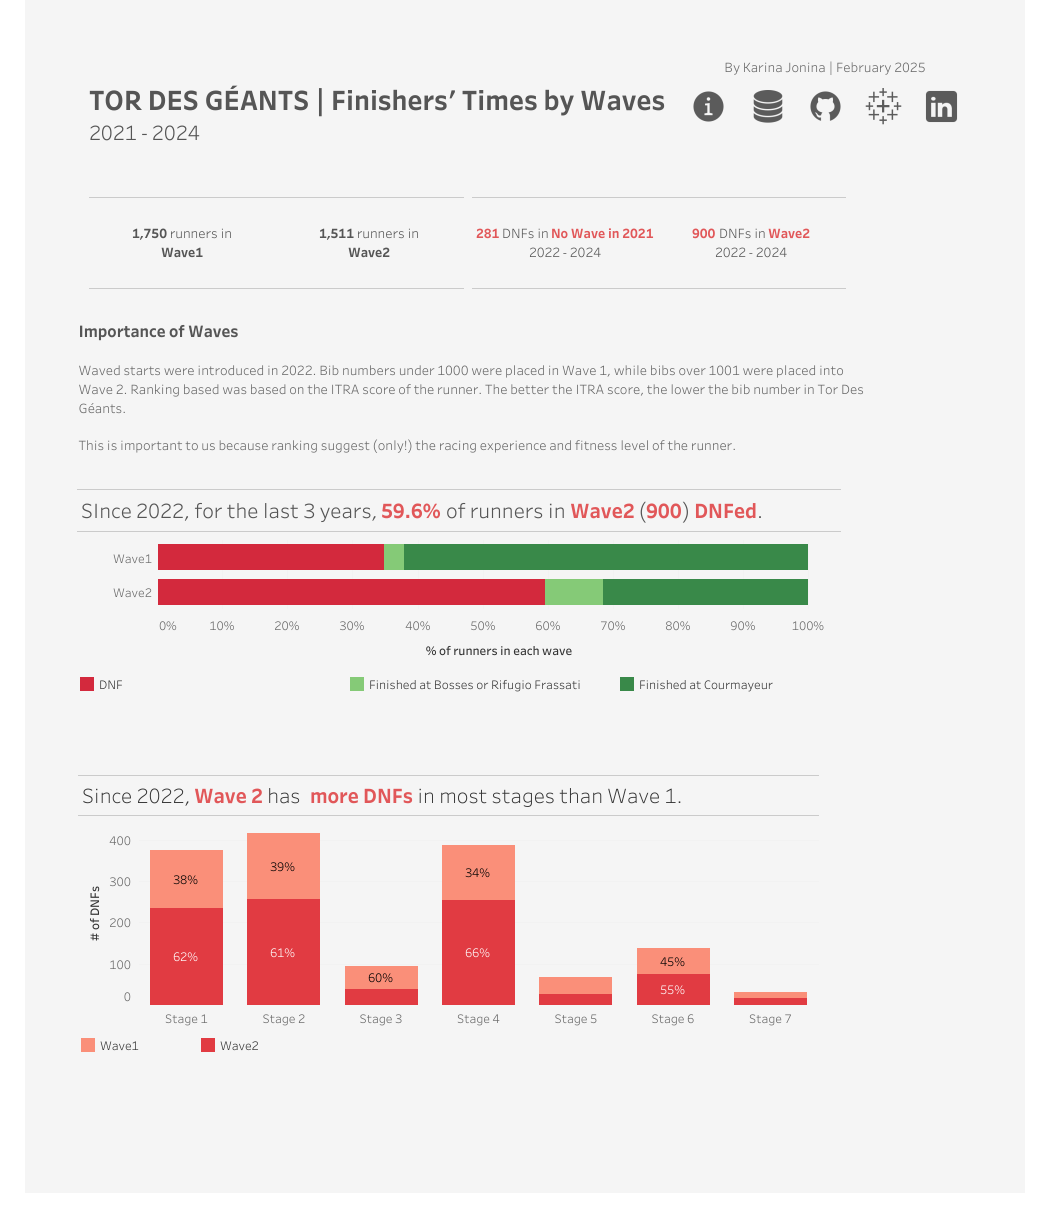 By Karina Jonina | February 2025
TOR DES GÉANTS | Finishers’ Times by Waves
2021 - 2024
1,750 runners in
Wave1
1,511 runners in
Wave2
281 DNFs in No Wave in 2021
2022 - 2024
900 DNFs in Wave2
2022 - 2024
Importance of Waves
Waved starts were introduced in 2022. Bib numbers under 1000 were placed in Wave 1, while bibs over 1001 were placed into
Wave 2. Ranking based was based on the ITRA score of the runner. The better the ITRA score, the lower the bib number in Tor Des
Géants.
This is important to us because ranking suggest (only!) the racing experience and fitness level of the runner.
SInce 2022, for the last 3 years, 59.6% of runners in Wave2 (900) DNFed.
Wave1
Wave2
0% 10% 20% 30% 40% 50% 60% 70% 80% 90% 100%
% of runners in each wave
DNF Finished at Bosses or Rifugio Frassati Finished at Courmayeur
Since 2022, Wave 2 has more DNFs in most stages than Wave 1.
# of DNFs
400
300
200
100
0
38% 39% 60% 34% 45%
62% 61% 66% 55%
Stage 1 Stage 2 Stage 3 Stage 4 Stage 5 Stage 6 Stage 7
Wave1 Wave2